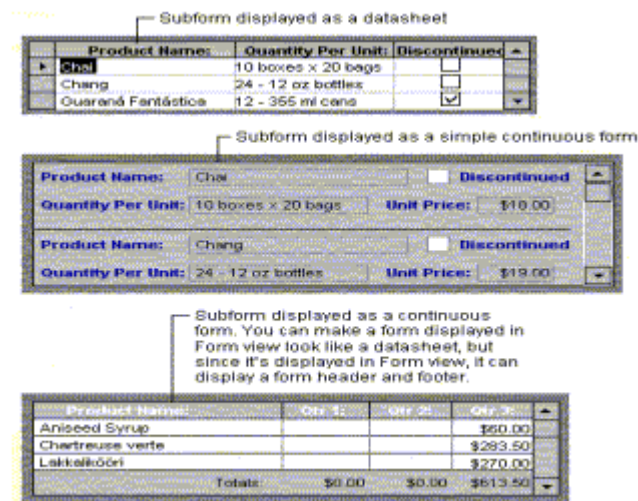 Subform displayed as a datasheet
Product Name: Quantity Per Unit: Discontinued
Chai 10 boxes x 20 bags
Chang 24 - 12 oz bottles
Guaraná Fantástica 12 - 355 ml cans
Subform displayed as a simple continuous form
Product Name: Chai Discontinued
Quantity Per Unit: 10 boxes x 20 bags Unit Price: $18.00
Product Name: Chang Discontinued
Quantity Per Unit: 24 - 12 oz bottles Unit Price: $19.00
Subform displayed as a continuous
form. You can make a form displayed in
Form view look like a datasheet, but
since it's displayed in Form view, it can
display a form header and footer.
Product Name: Qtr 1: Qtr 2: Qtr 3:
Aniseed Syrup $60.00
Chartreuse verte $283.50
Lakkalikööri $270.00
Totals $0.00 $0.00 $613.50